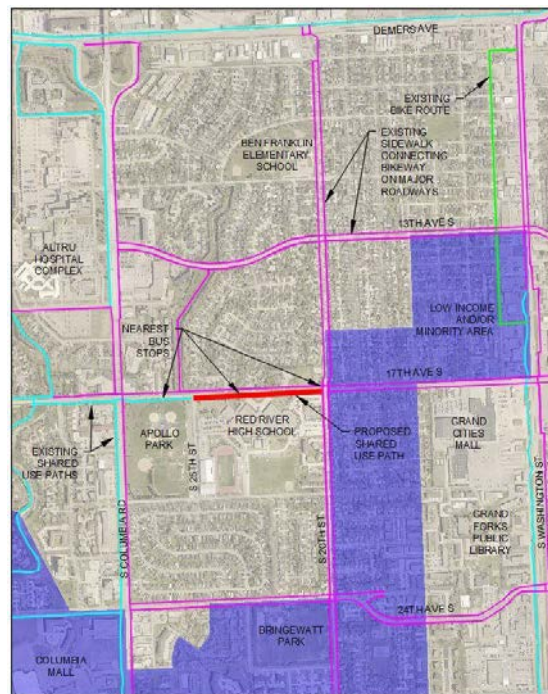 DEMERS AVE
EXISTING
BIKE ROUTE
BEN FRANKLIN
ELEMENTARY
SCHOOL
EXISTING
SIDEWALK
CONNECTING
BIKEWAY
ON MAJOR
ROADWAYS
13TH AVE S
ALTRU
HOSPITAL
COMPLEX
LOW INCOME
AND/OR
MINORITY AREA
NEAREST
BUS
STOPS
17TH AVE S
EXISTING
SHARED
USE PATHS
APOLLO
PARK
S 25TH ST
RED RIVER
HIGH SCHOOL
PROPOSED
SHARED
USE PATH
GRAND
CITIES
MALL
S COLUMBIA RD
S 20TH ST
GRAND
FORKS
PUBLIC
LIBRARY
S WASHINGTON ST
24TH AVE S
BRINGEWATT
PARK
COLUMBIA
MALL